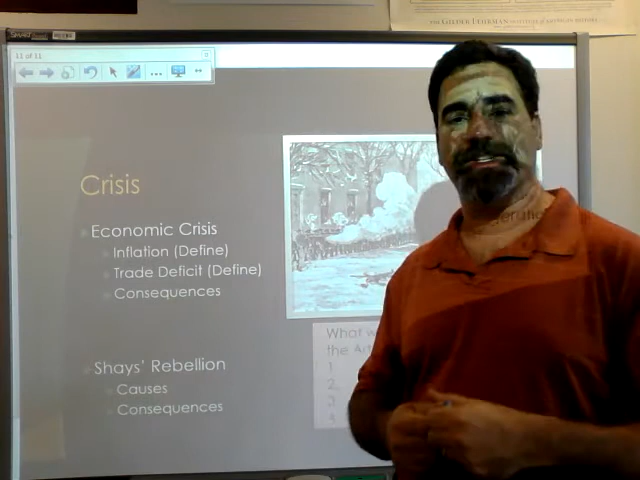 THE GILDER LEHRMAN INSTITUTE of AMERICAN HISTORY
11 of 11
Crisis
Economic Crisis
Inflation (Define)
Trade Deficit (Define)
Consequences
What
the
1
2.
3
Shays' Rebellion
Causes
Consequences